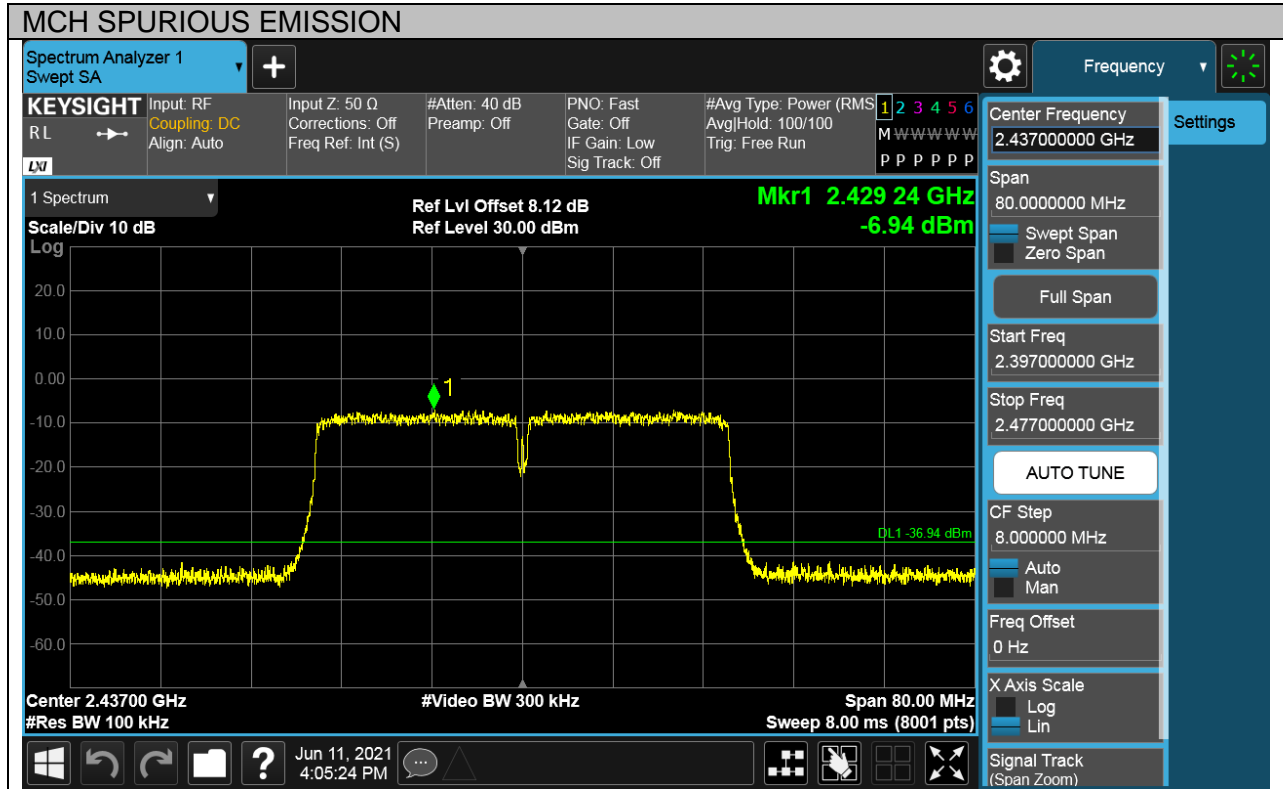 MCH SPURIOUS EMISSION
Spectrum Analyzer 1
Swept SA
+
Frequency
KEYSIGHT
RL
LXI
Input: RF
Coupling: DC
Align: Auto
Input Z: 50 Ω
Corrections: Off
Freq Ref: Int (S)
#Atten: 40 dB
Preamp: Off
PNO: Fast
Gate: Off
IF Gain: Low
Sig Track: Off
#Avg Type: Power (RMS
Avg|Hold: 100/100
Trig: Free Run
1 2 3 4 5 6
M W W W W W
P P P P P P
1 Spectrum
Scale/Div 10 dB
Ref Lvl Offset 8.12 dB
Ref Level 30.00 dBm
Mkr1 2.429 24 GHz
-6.94 dBm
Log
20.0
10.0
0.00
-10.0
-20.0
-30.0
-40.0
-50.0
-60.0
1
DL1 -36.94 dBm
Center 2.43700 GHz
#Video BW 300 kHz
Span 80.00 MHz
#Res BW 100 kHz
Sweep 8.00 ms (8001 pts)
?
Jun 11, 2021
4:05:24 PM
Center Frequency
2.437000000 GHz
Settings
Span
80.0000000 MHz
Swept Span
Zero Span
Full Span
Start Freq
2.397000000 GHz
Stop Freq
2.477000000 GHz
AUTO TUNE
CF Step
8.000000 MHz
Auto
Man
Freq Offset
0 Hz
X Axis Scale
Log
Lin
Signal Track
(Span Zoom)